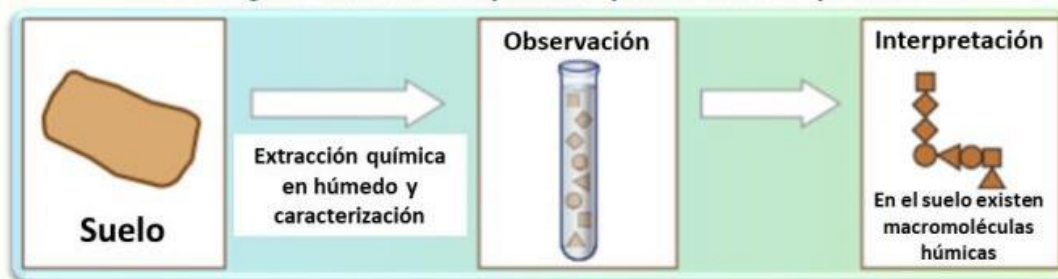 Suelo
Extracción química
en húmedo y
caracterización
Observación
Interpretación
En el suelo existen
macromoléculas
húmicas